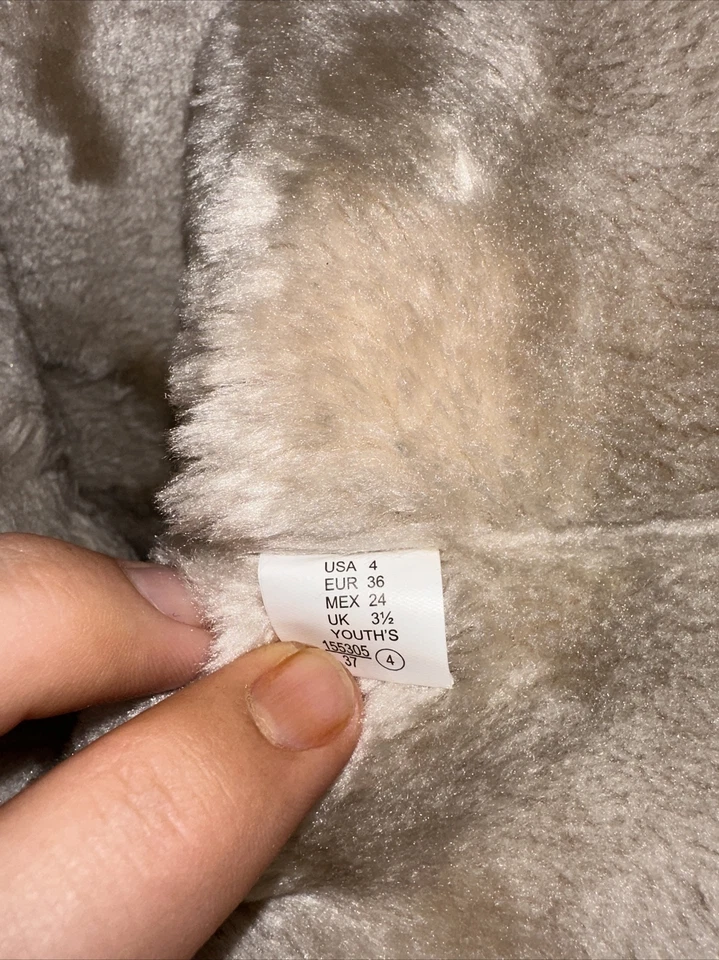 USA 4
EUR 36
MEX 24
UK 3½
YOUTH'S
155305
37 4